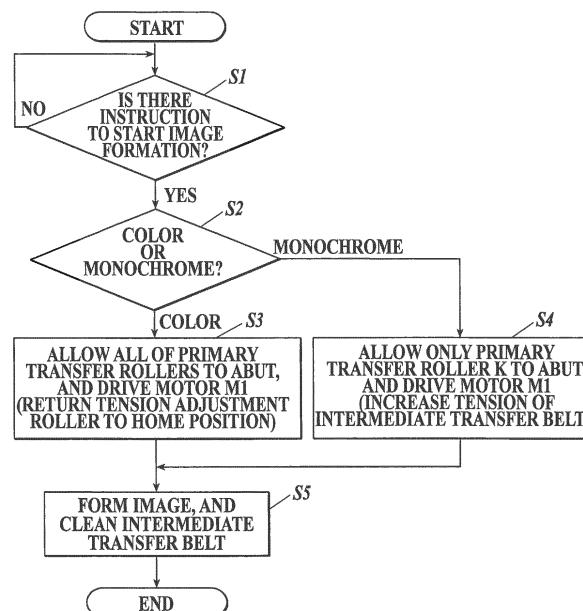 START
S1
NO
IS THERE
INSTRUCTION
TO START IMAGE
FORMATION?
YES
S2
COLOR
OR
MONOCHROME?
MONOCHROME
COLOR
S3
ALLOW ALL OF PRIMARY
TRANSFER ROLLERS TO ABUT,
AND DRIVE MOTOR M1
(RETURN TENSION ADJUSTMENT
ROLLER TO HOME POSITION)
S4
ALLOW ONLY PRIMARY
TRANSFER ROLLER K TO ABUT,
AND DRIVE MOTOR M1
(INCREASE TENSION OF
INTERMEDIATE TRANSFER BELT)
S5
FORM IMAGE, AND
CLEAN INTERMEDIATE
TRANSFER BELT
END